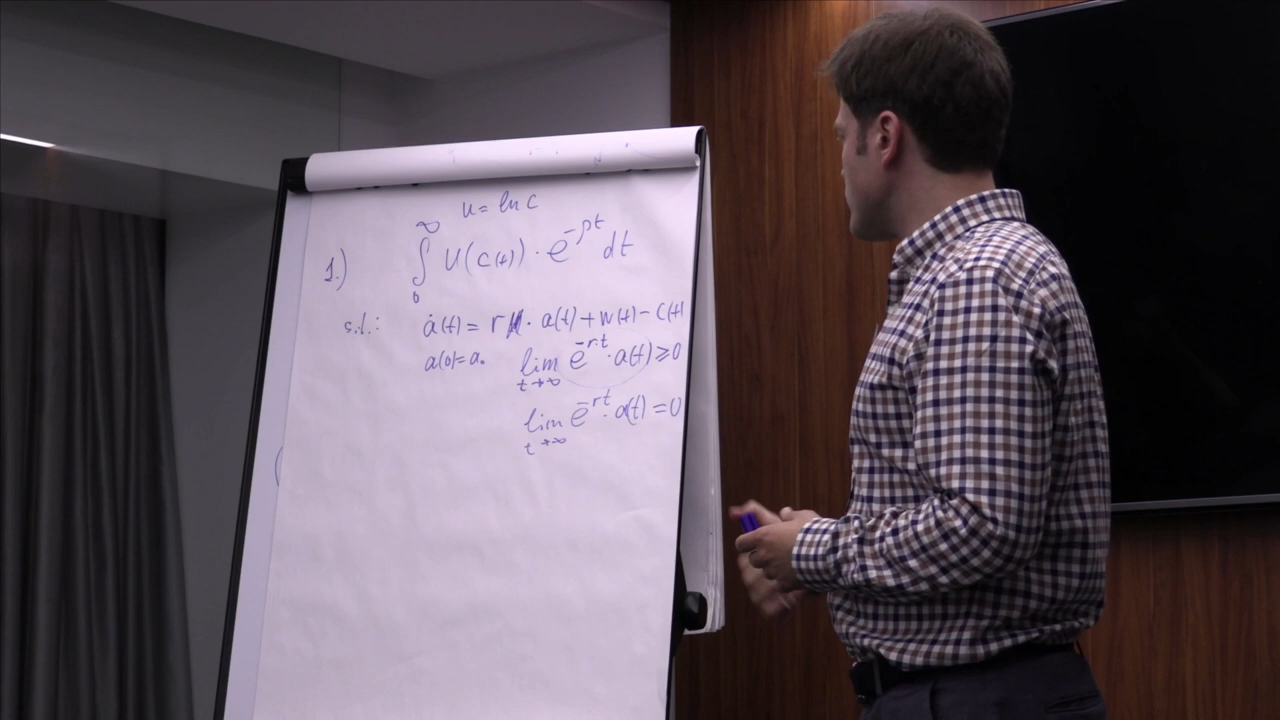 u = ln c
1.) ∫₀^∞ U(c(t)) · e^{-ρt} dt
s.t.: ȧ(t) = r · a(t) + w(t) - c(t)
a(0) = a₀ lim_{t→∞} e^{-rt} · a(t) ≥ 0
lim_{t→∞} e^{-rt} · a(t) = 0